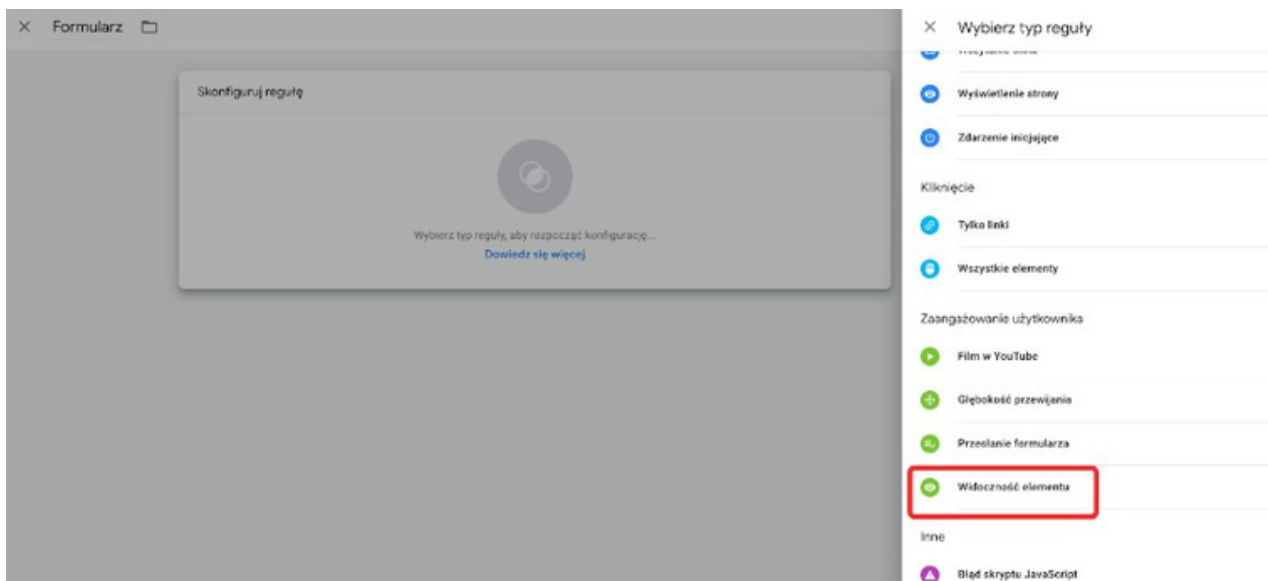 Formularz
Wybierz typ reguły
Skonfiguruj regułę
Wybierz typ reguły, aby rozpocząć konfigurację...
Dowiedz się więcej
Wyświetlenie strony
Zdarzenie inicjujące
Kliknięcie
Tylko linki
Wszystkie elementy
Zaangażowanie użytkownika
Film w YouTube
Głębokość przewijania
Przesłanie formularza
Widoczność elementu
Inne
Błąd skryptu JavaScript